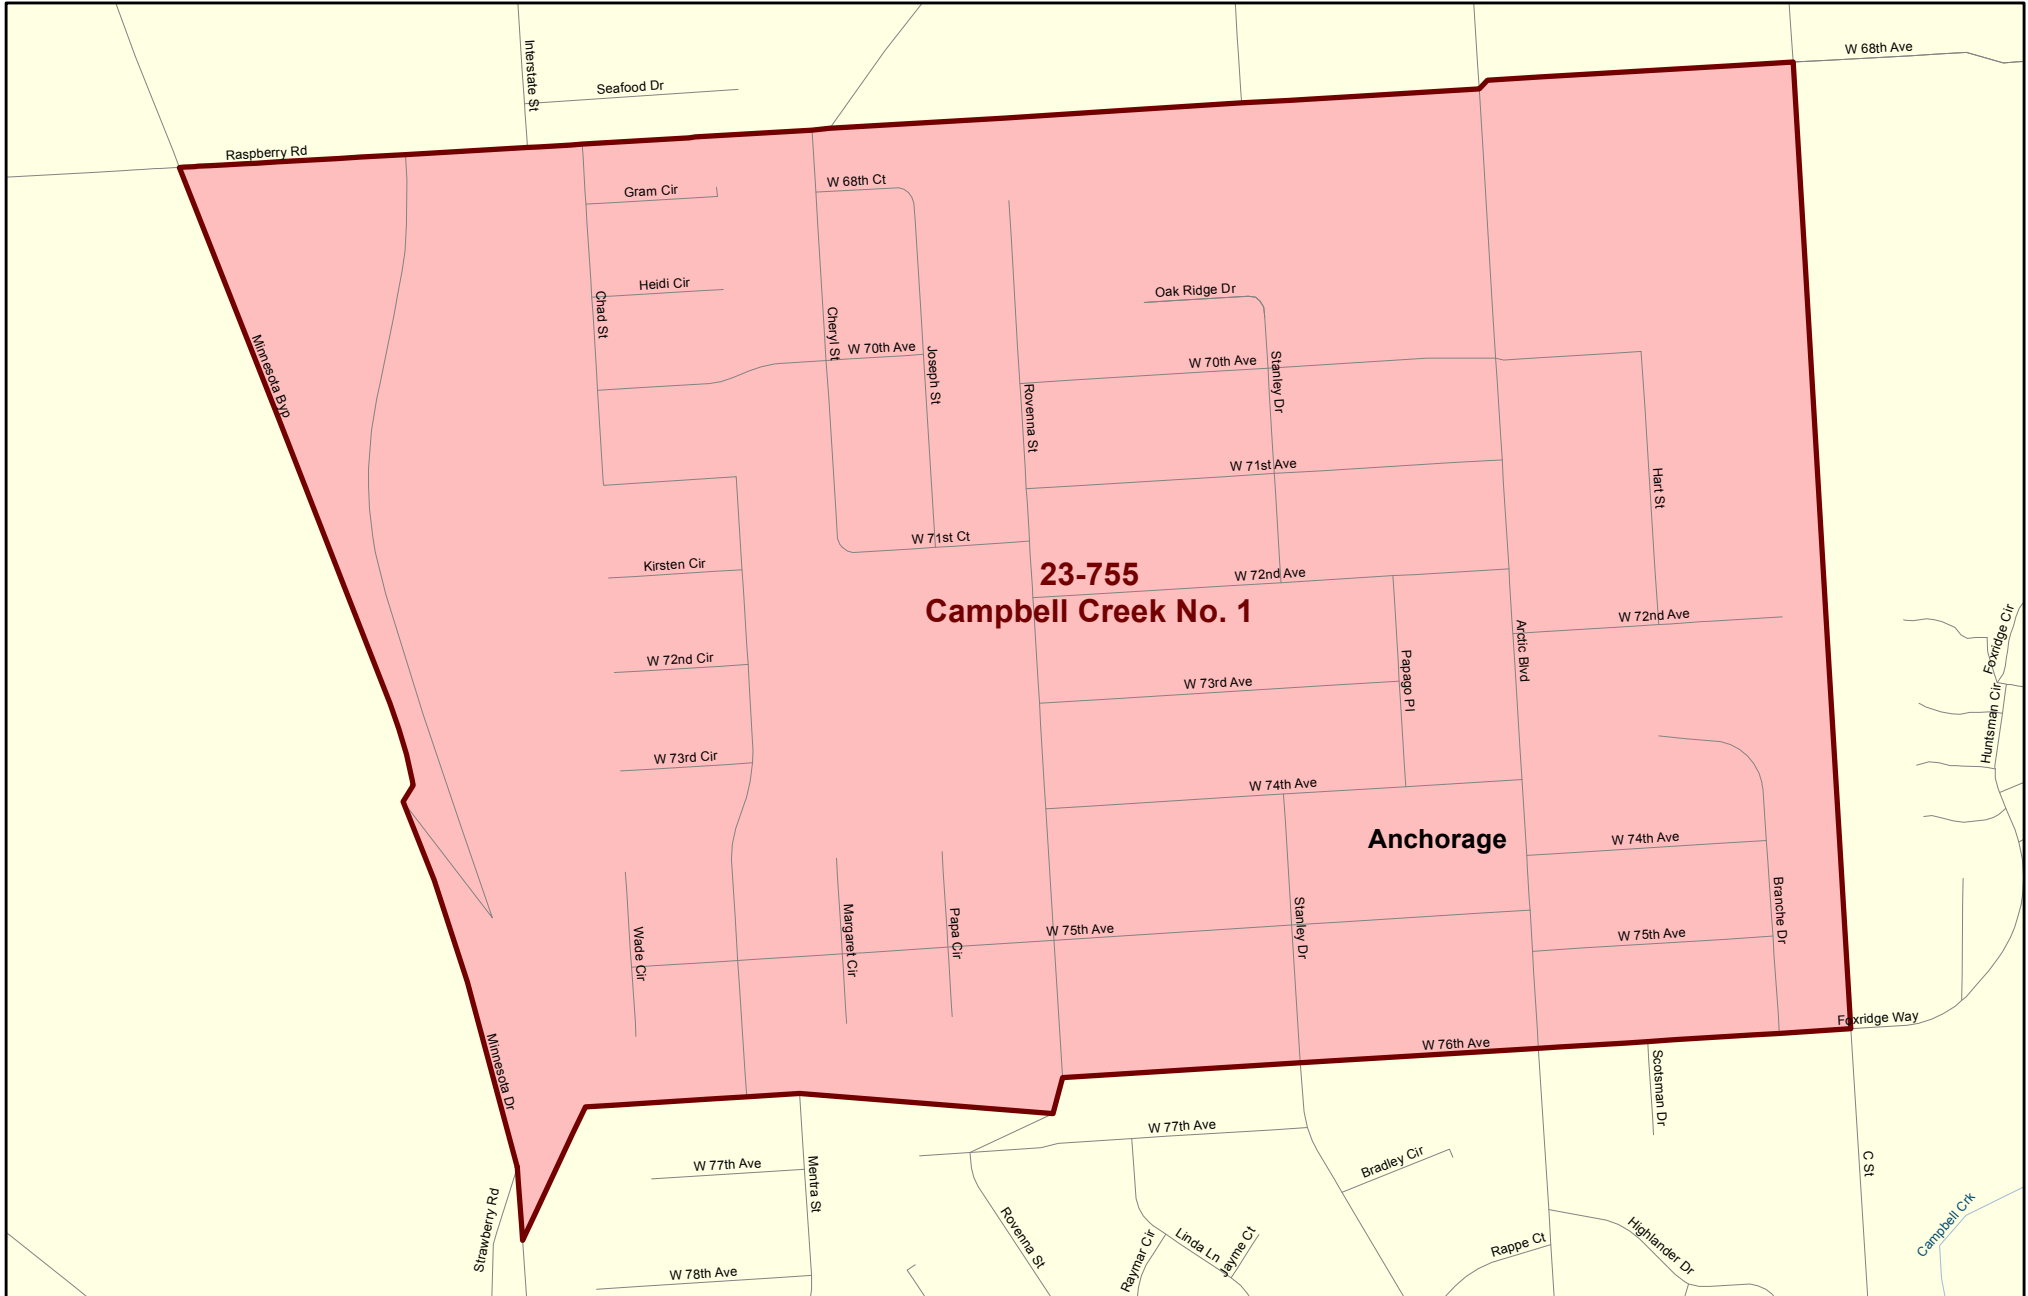 W 68th Ave
Interstate St
Seafood Dr
Raspberry Rd
Gram Cir
W 68th Ct
Heidi Cir
Oak Ridge Dr
Chad St
Cheryl St
W 70th Ave
Joseph St
W 70th Ave
Stanley Dr
Minnesota Byp
Rovenna St
W 71st Ave
Hart St
W 71st Ct
Kirsten Cir
23-755
Campbell Creek No. 1
W 72nd Ave
W 72nd Ave
Arctic Blvd
Foxridge Cir
W 72nd Cir
W 73rd Ave
Papago Pl
Huntsman Cir
W 73rd Cir
W 74th Ave
Anchorage
W 74th Ave
Branche Dr
Wade Cir
Margaret Cir
Papa Cir
W 75th Ave
Stanley Dr
W 75th Ave
Foxridge Way
Minnesota Dr
W 76th Ave
Scotsman Dr
W 77th Ave
W 77th Ave
Mentra St
Bradley Cir
C St
Strawberry Rd
Rovenna St
Raymar Cir
Linda Ln
Jayme Ct
Rappe Ct
Highlander Dr
Campbell Crk
W 78th Ave